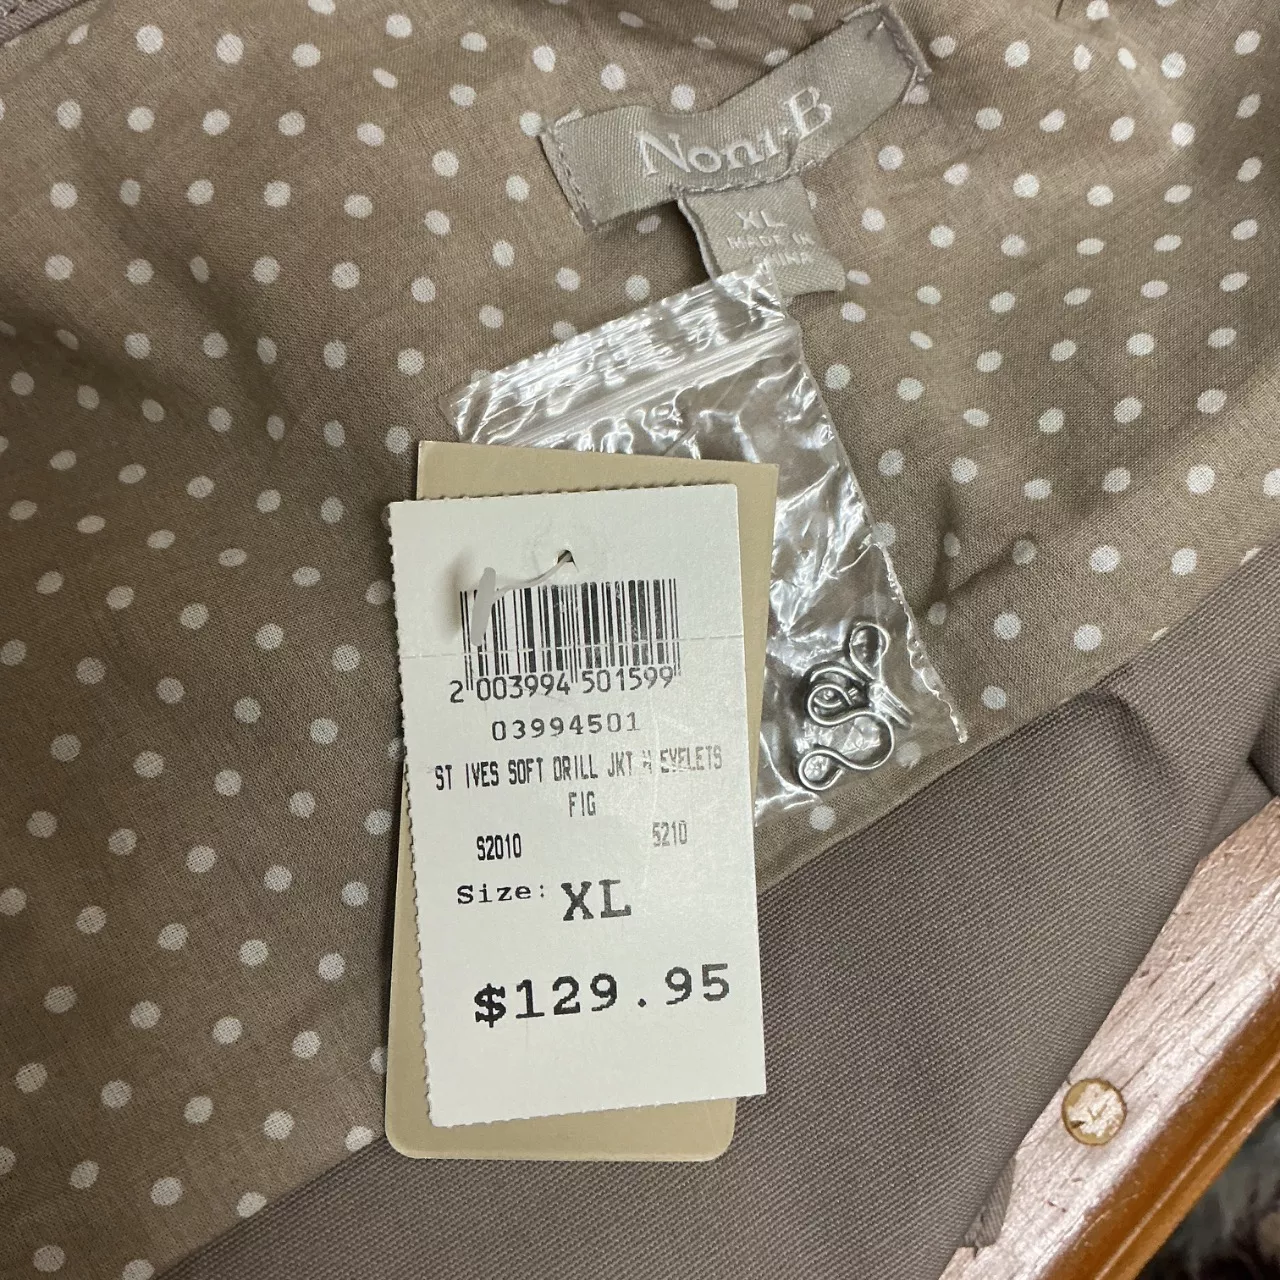 Noni·B
XL
MADE IN
CHINA
2 003994 501599
03994501
ST IVES SOFT DRILL JKT W EYELETS
FIG
S2010 5210
Size: XL
$129.95